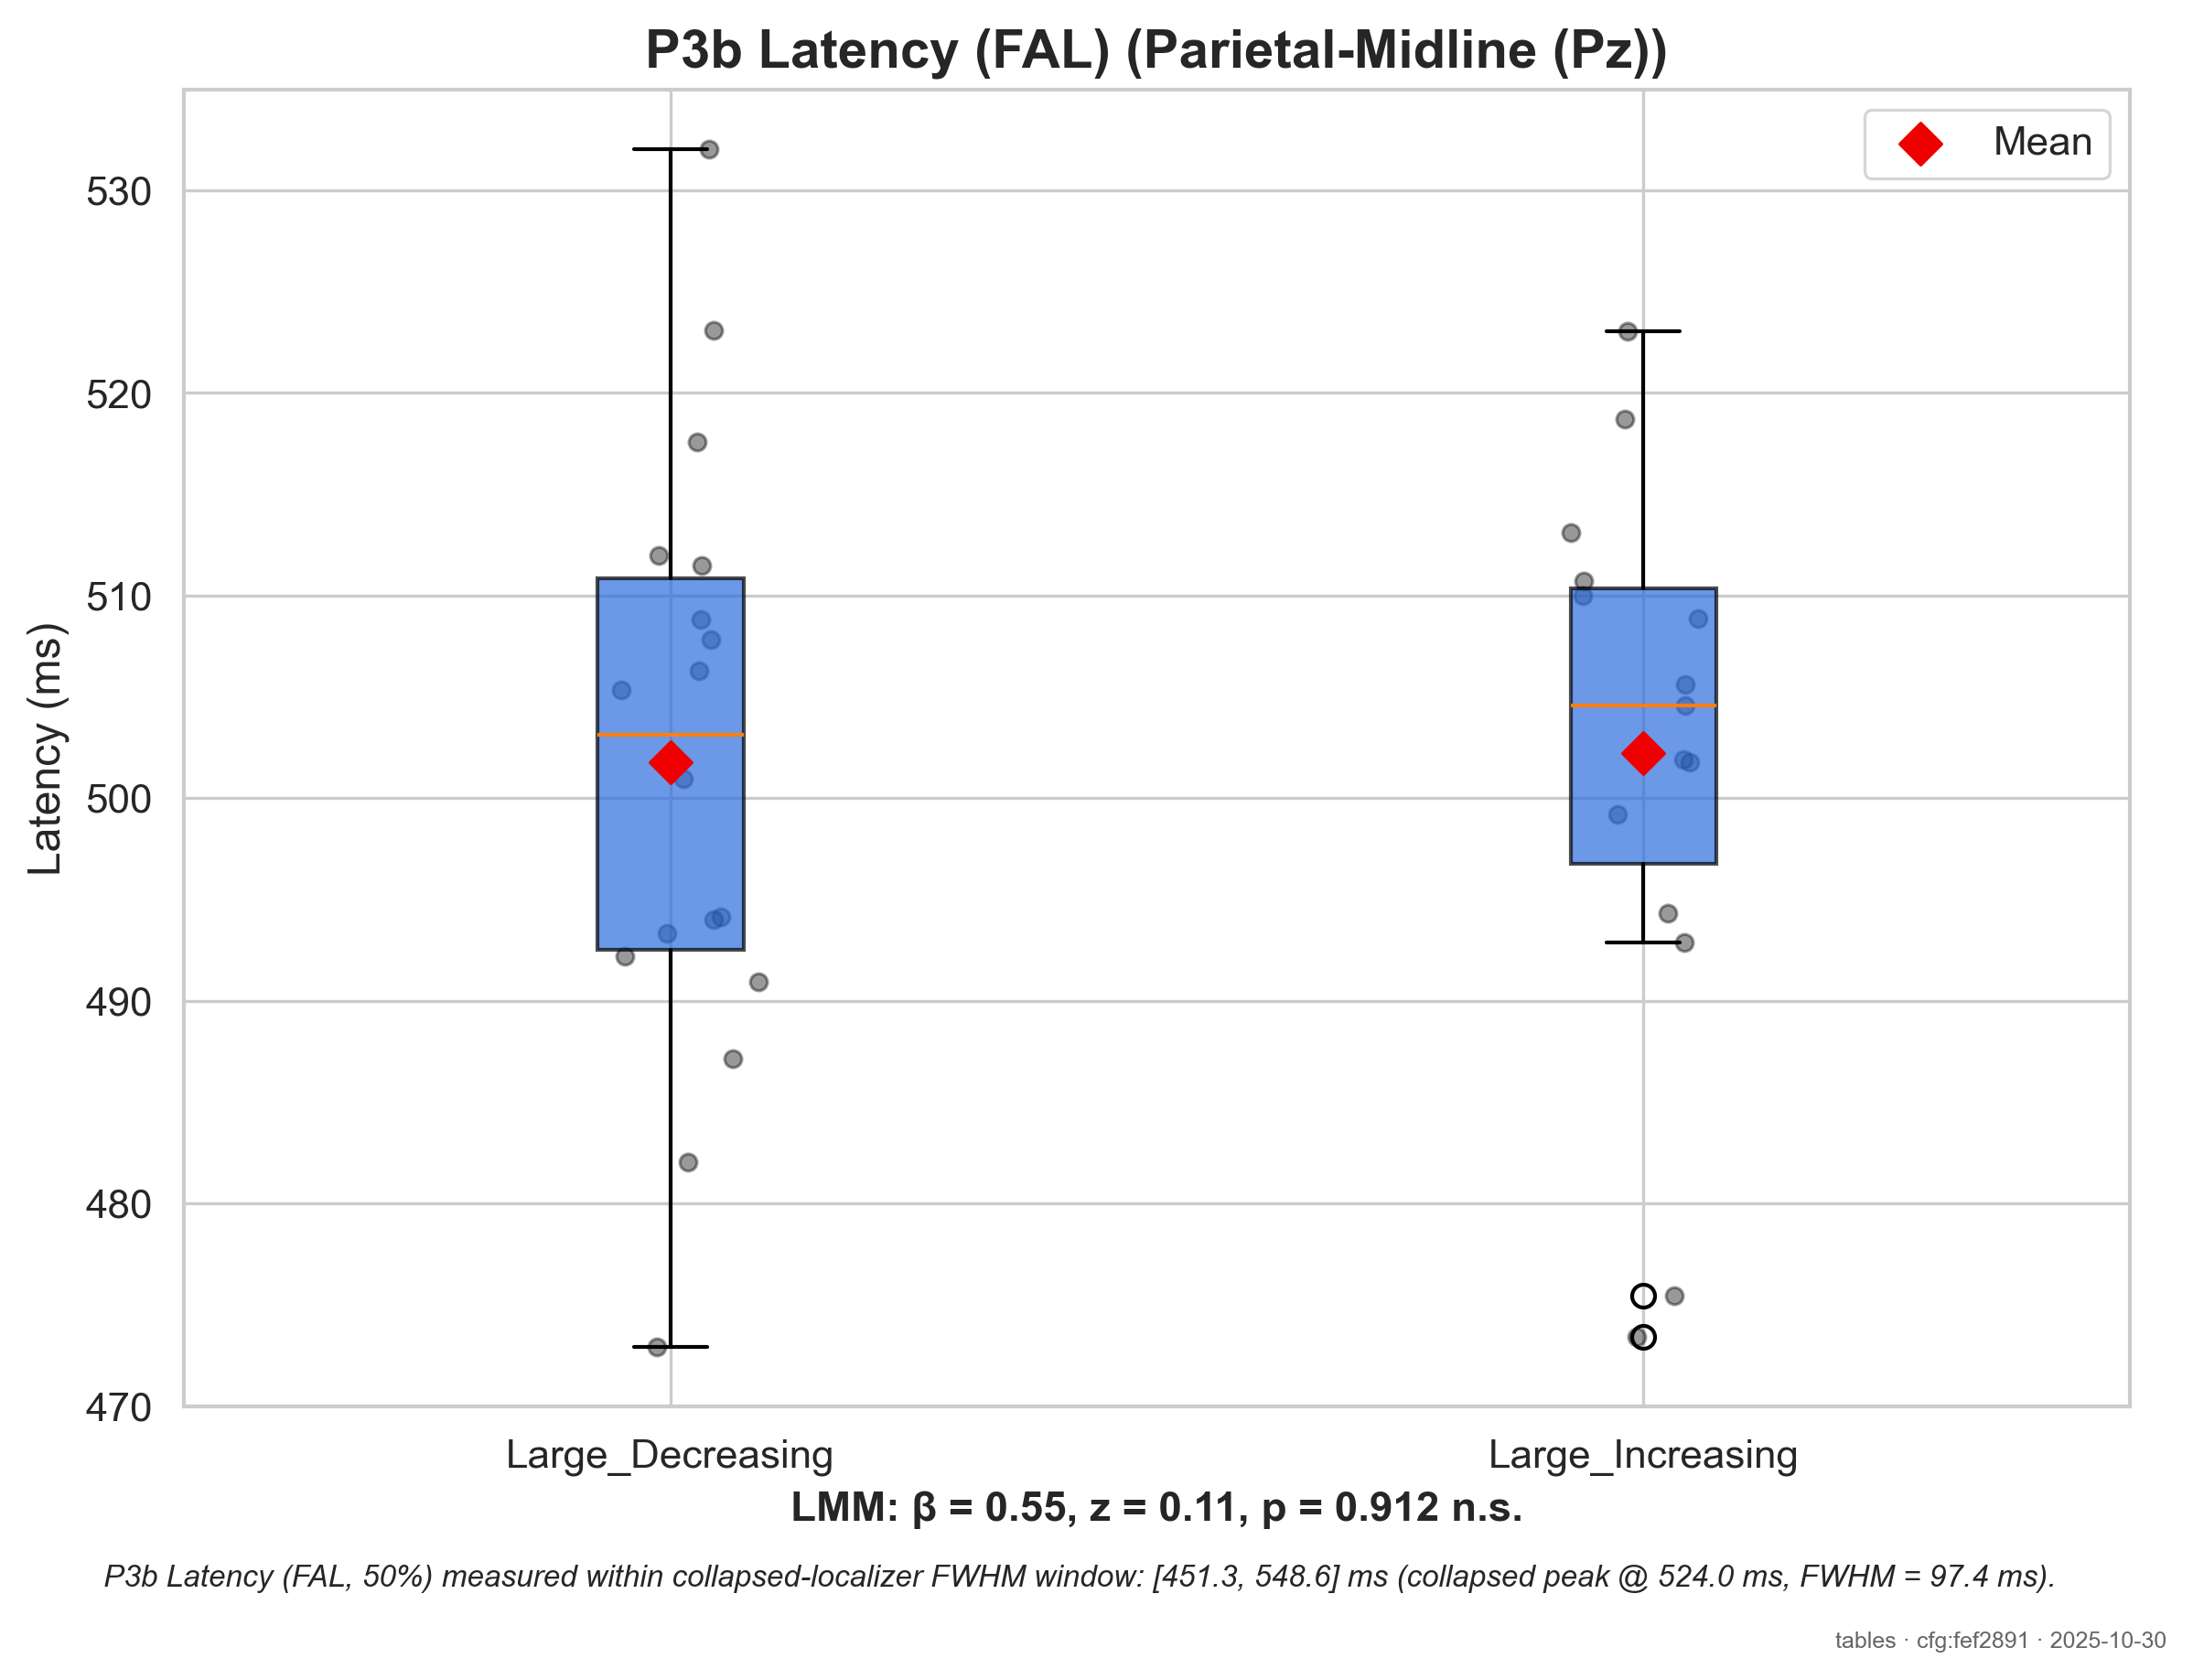 P3b Latency (FAL) (Parietal-Midline (Pz))
Mean
Latency (ms)
530
520
510
500
490
480
470
Large_Decreasing
Large_Increasing
LMM: β = 0.55, z = 0.11, p = 0.912 n.s.
P3b Latency (FAL, 50%) measured within collapsed-localizer FWHM window: [451.3, 548.6] ms (collapsed peak @ 524.0 ms, FWHM = 97.4 ms).
tables · cfg:fef2891 · 2025-10-30